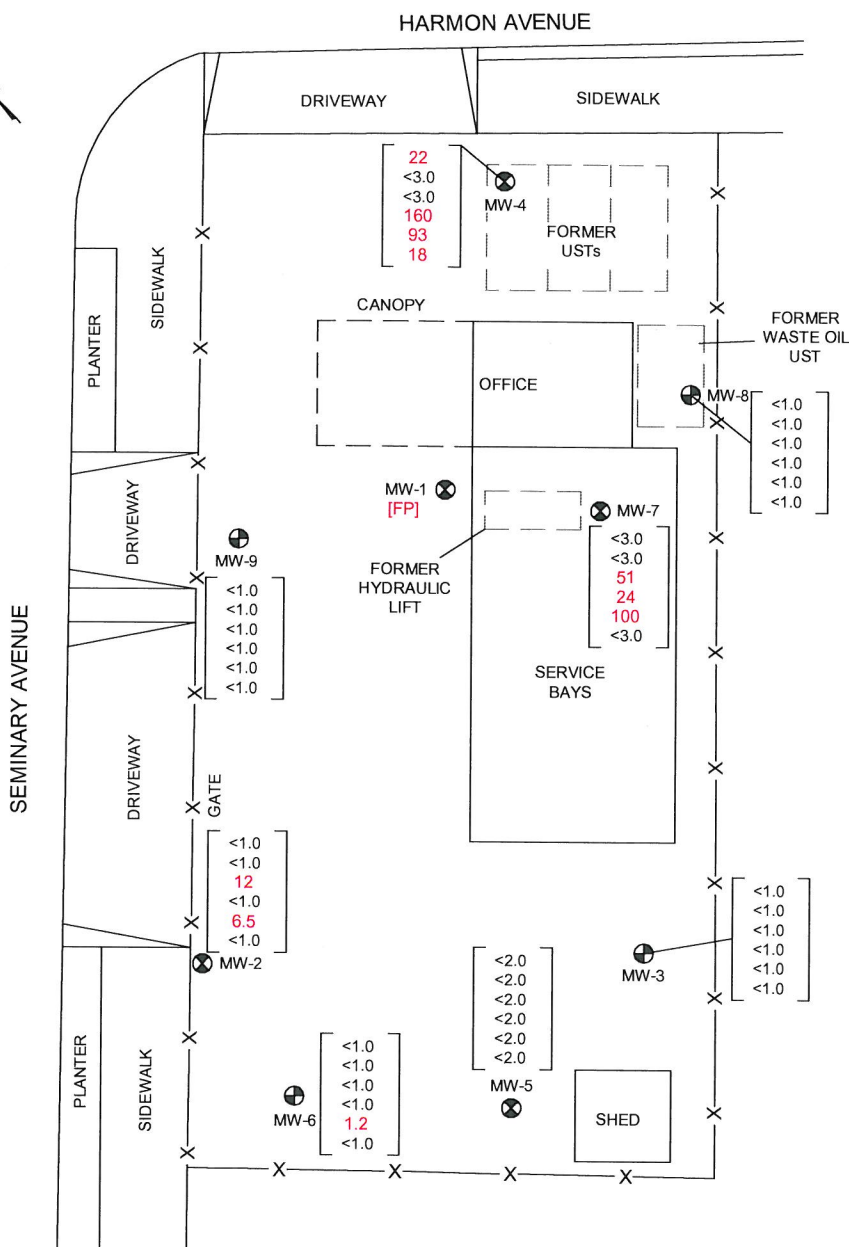 HARMON AVENUE
DRIVEWAY
SIDEWALK
22
<3.0
<3.0
160
93
18
MW-4
FORMER
USTs
SIDEWALK
PLANTER
CANOPY
OFFICE
FORMER
WASTE OIL
UST
MW-8
<1.0
<1.0
<1.0
<1.0
<1.0
<1.0
MW-1
[FP]
MW-7
<3.0
<3.0
51
24
100
<3.0
FORMER
HYDRAULIC
LIFT
DRIVEWAY
MW-9
<1.0
<1.0
<1.0
<1.0
<1.0
<1.0
SEMINARY AVENUE
SERVICE
BAYS
DRIVEWAY
GATE
<1.0
<1.0
12
<1.0
6.5
<1.0
MW-2
<1.0
<1.0
<1.0
<1.0
<1.0
<1.0
MW-3
<2.0
<2.0
<2.0
<2.0
<2.0
<2.0
MW-5
PLANTER
SIDEWALK
MW-6
<1.0
<1.0
<1.0
<1.0
1.2
<1.0
SHED